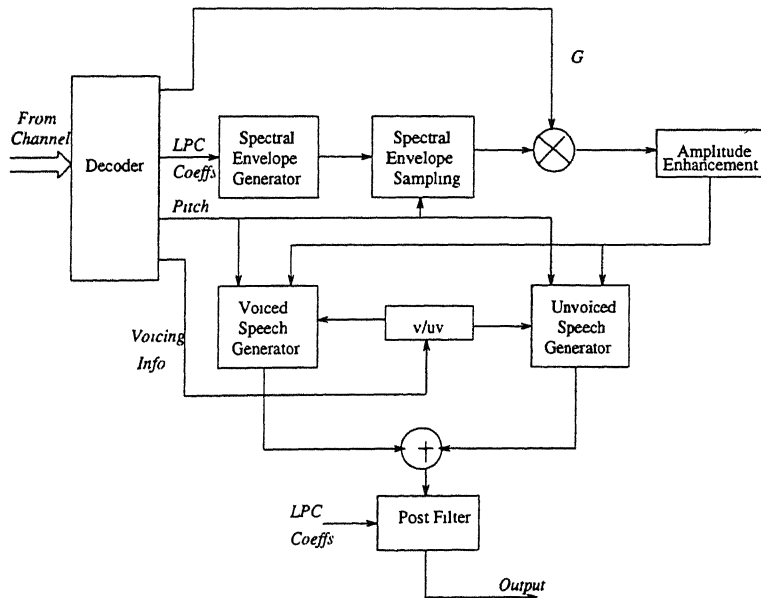 G
From
Channel
Decoder
LPC
Coeffs
Spectral
Envelope
Generator
Spectral
Envelope
Sampling
Amplitude
Enhancement
Pitch
Voiced
Speech
Generator
v/uv
Unvoiced
Speech
Generator
Voicing
Info
+
LPC
Coeffs
Post Filter
Output